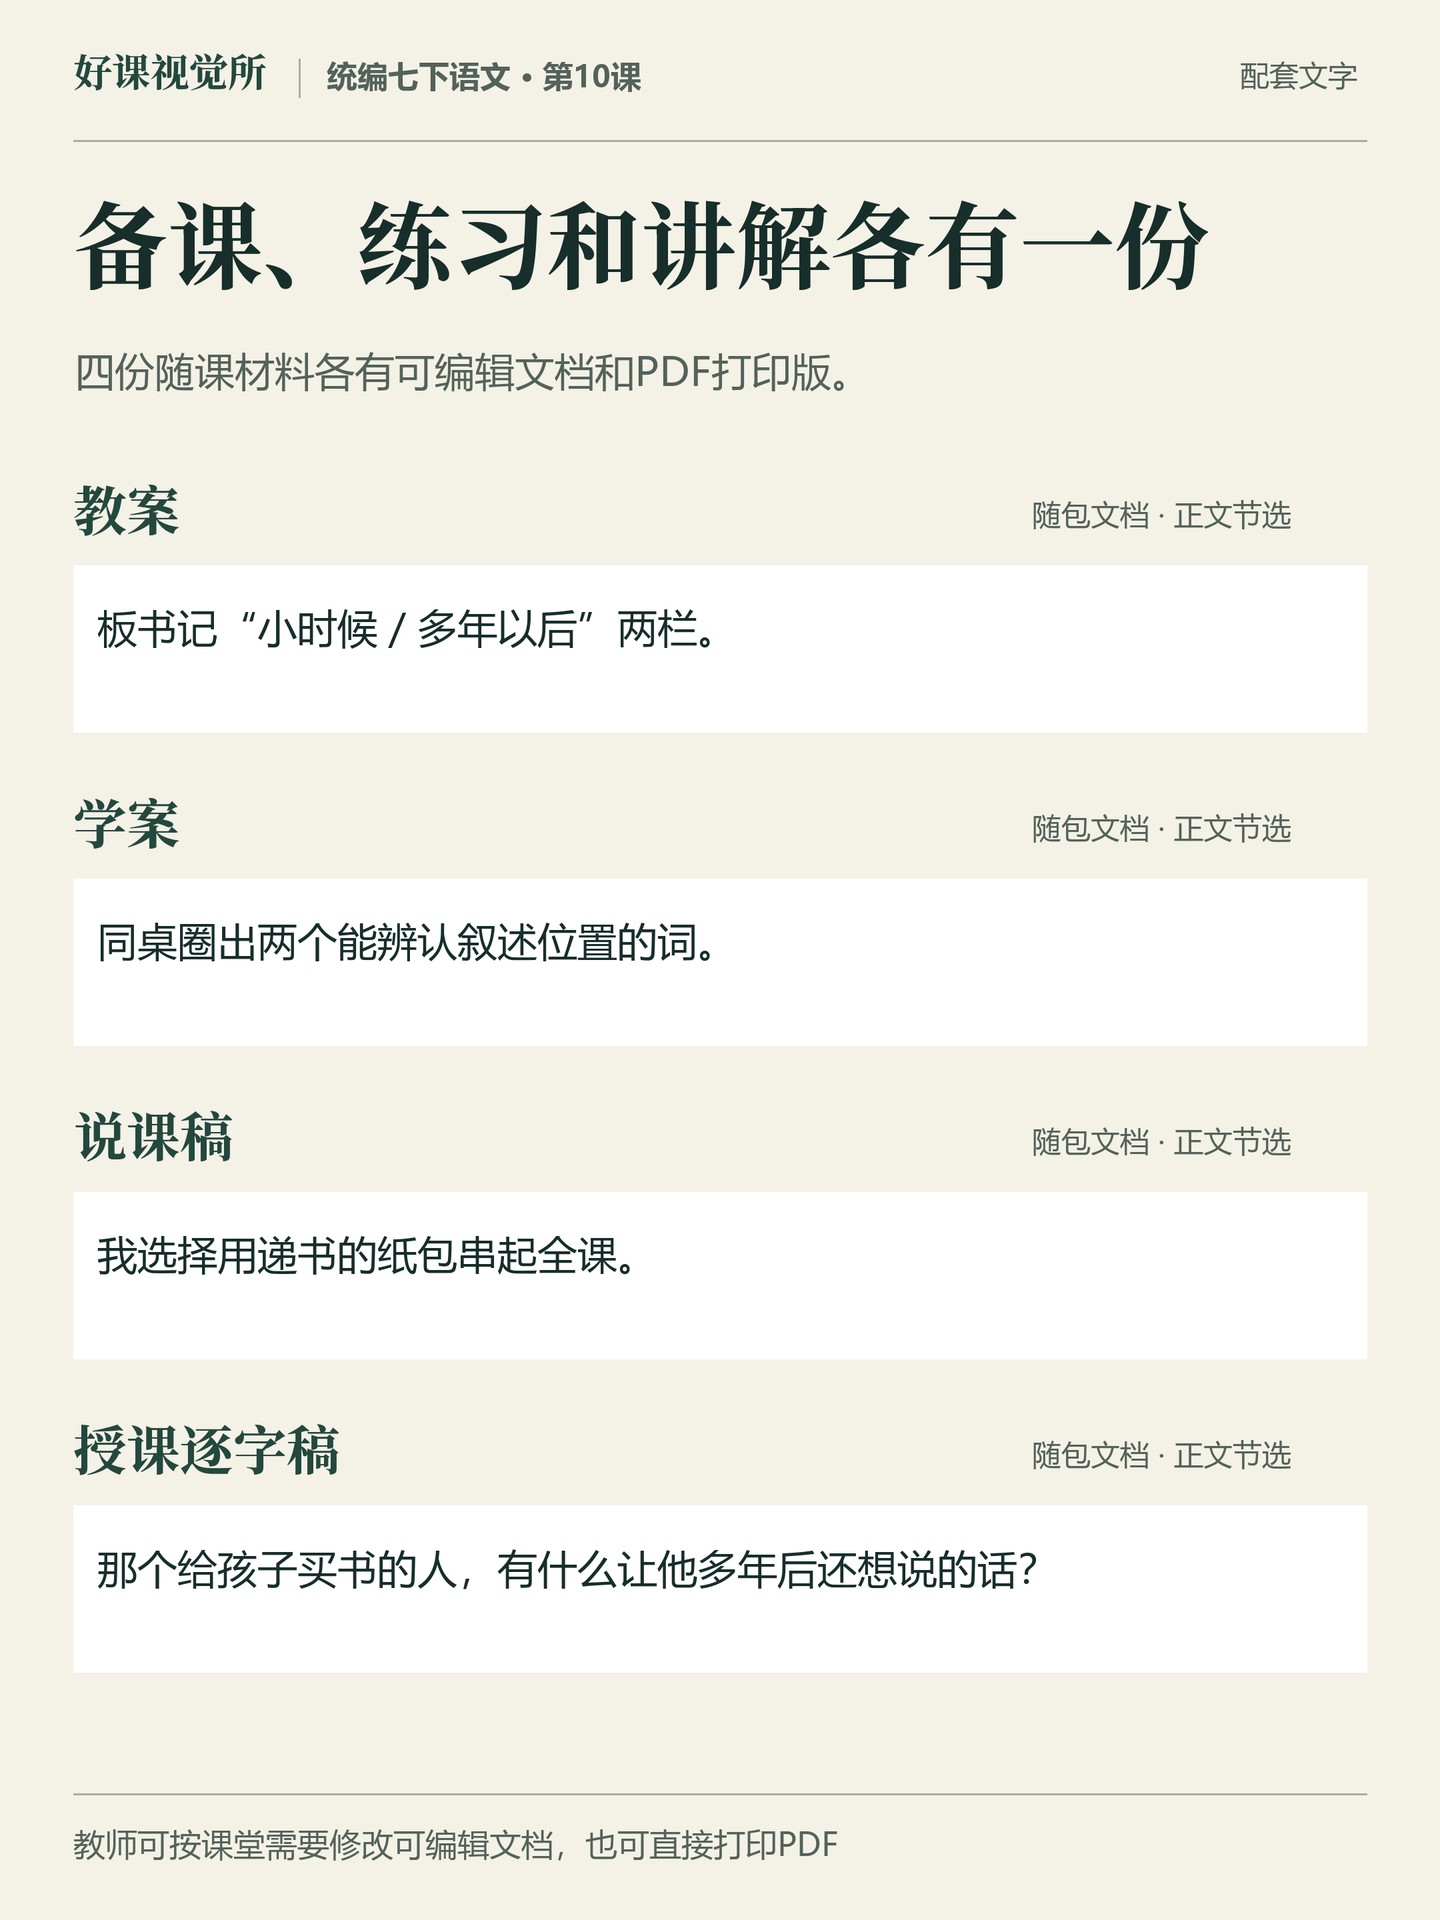 好课视觉所 统编七下语文·第10课 配套文字
备课、练习和讲解各有一份
四份随课材料各有可编辑文档和PDF打印版。
教案 随包文档·正文节选
板书记“小时候 / 多年以后”两栏。
学案 随包文档·正文节选
同桌圈出两个能辨认叙述位置的词。
说课稿 随包文档·正文节选
我选择用递书的纸包串起全课。
授课逐字稿 随包文档·正文节选
那个给孩子买书的人，有什么让他多年后还想说的话？
教师可按课堂需要修改可编辑文档，也可直接打印PDF